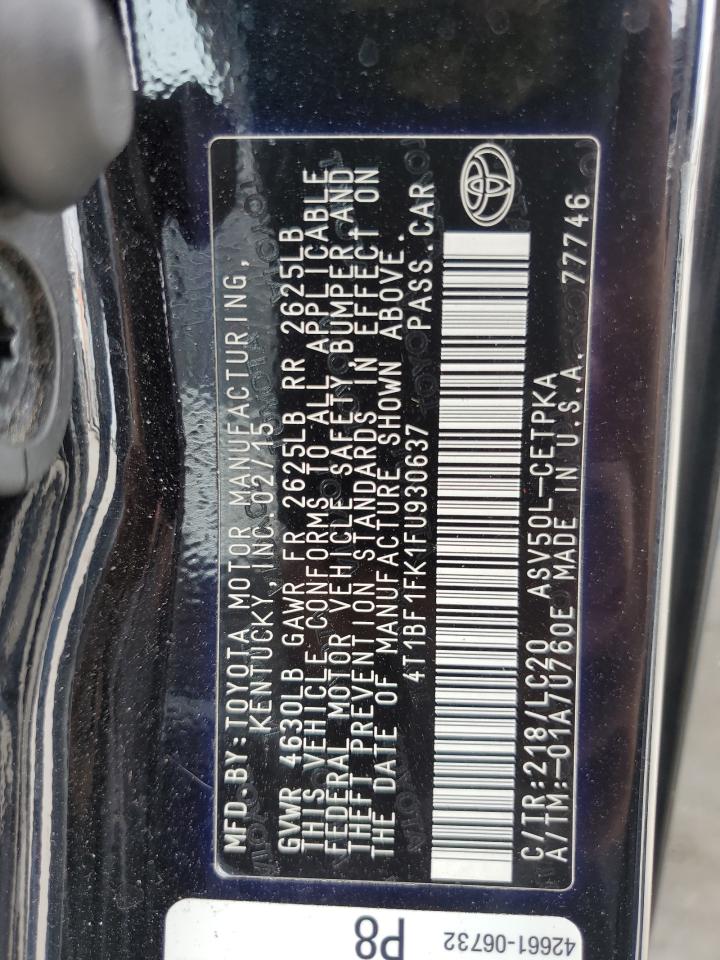 MFD. BY: TOYOTA MOTOR MANUFACTURING,
KENTUCKY, INC. 02/15
GVWR 4630LB GAWR FR 2625LB RR 2625LB
THIS VEHICLE CONFORMS TO ALL APPLICABLE
FEDERAL MOTOR VEHICLE SAFETY, BUMPER, AND
THEFT PREVENTION STANDARDS IN EFFECT ON
THE DATE OF MANUFACTURE SHOWN ABOVE.
4T1BF1FK1FU930637 PASS. CAR
C/TR: 218/LC20 ASV50L-CETPKA
A/TM:-01A/U760E MADE IN U.S.A. 77746
P8
42661-06732